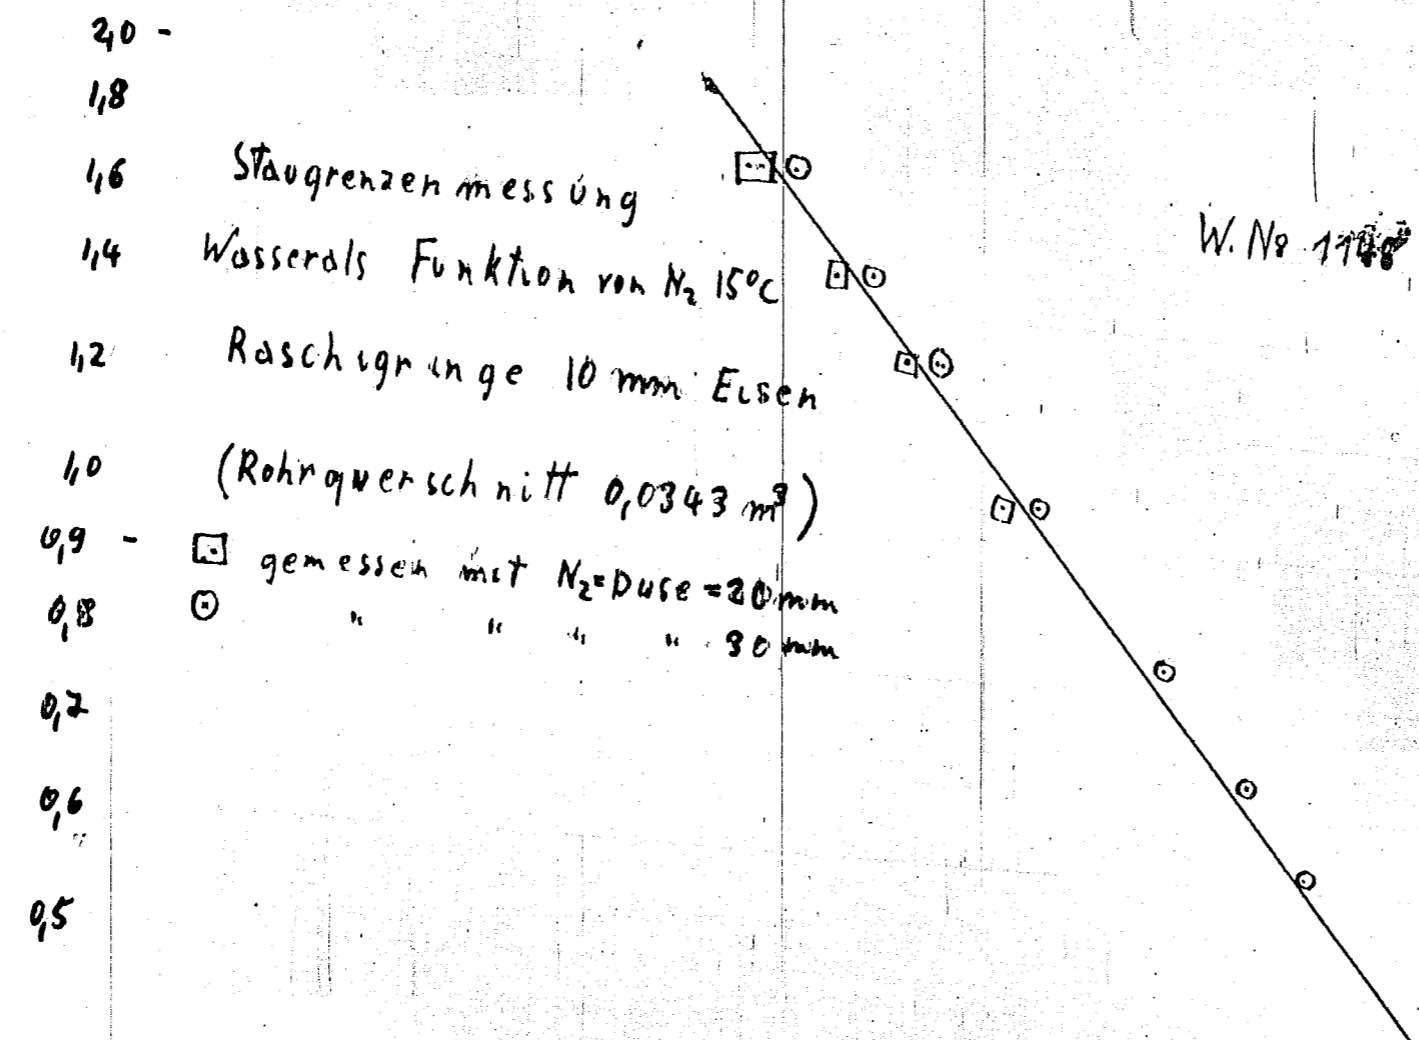 2,0 -
1,8
1,6 Staugrenzenmessung
W. No
1,4 Wasser als Funktion von N₂ 15°C
1,2 Raschigringe 10 mm Eisen
1,0 (Rohrquerschnitt 0,0343 m³)
0,9 - ⊡ gemessen mit N₂=Duse = 20 mm
0,8 ⊙ " " " " 30 mm
0,7
0,6
0,5